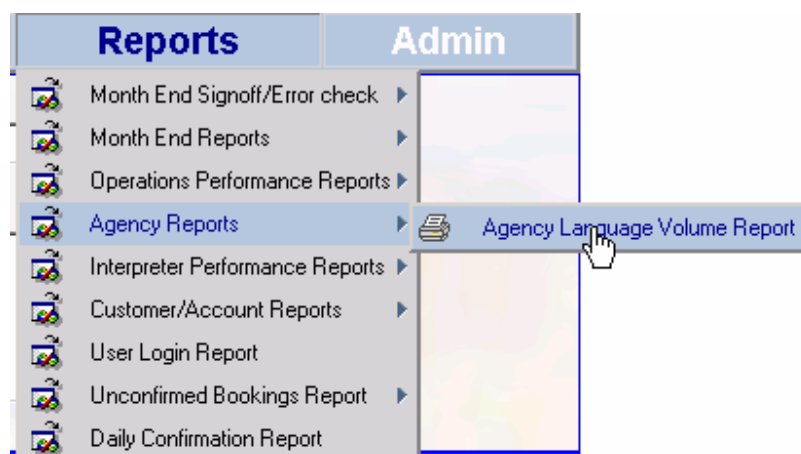 Reports Admin
Month End Signoff/Error check
Month End Reports
Operations Performance Reports
Agency Reports
Agency Language Volume Report
Interpreter Performance Reports
Customer/Account Reports
User Login Report
Unconfirmed Bookings Report
Daily Confirmation Report